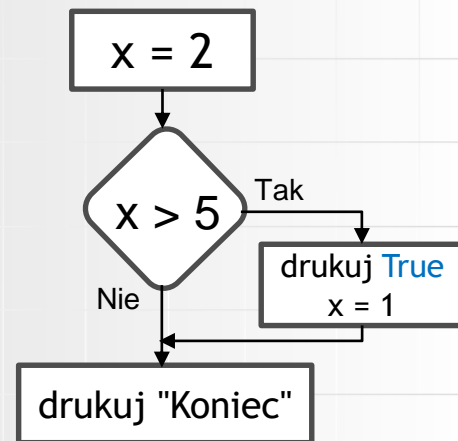 x = 2
x > 5
Tak
drukuj True
x = 1
Nie
drukuj "Koniec"